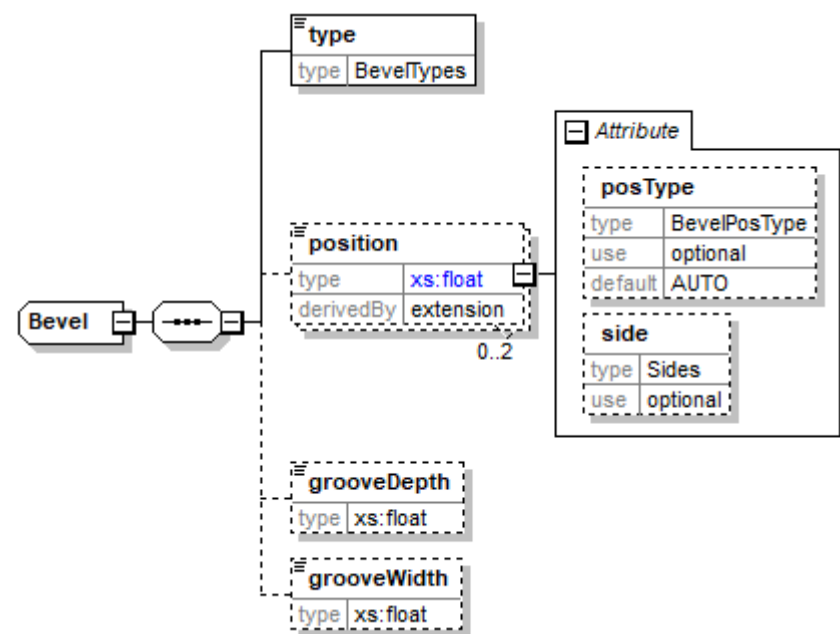 type
type BevelTypes
Attribute
posType
type BevelPosType
use optional
default AUTO
position
type xs:float
derivedBy extension
0..2
side
type Sides
use optional
Bevel
grooveDepth
type xs:float
grooveWidth
type xs:float